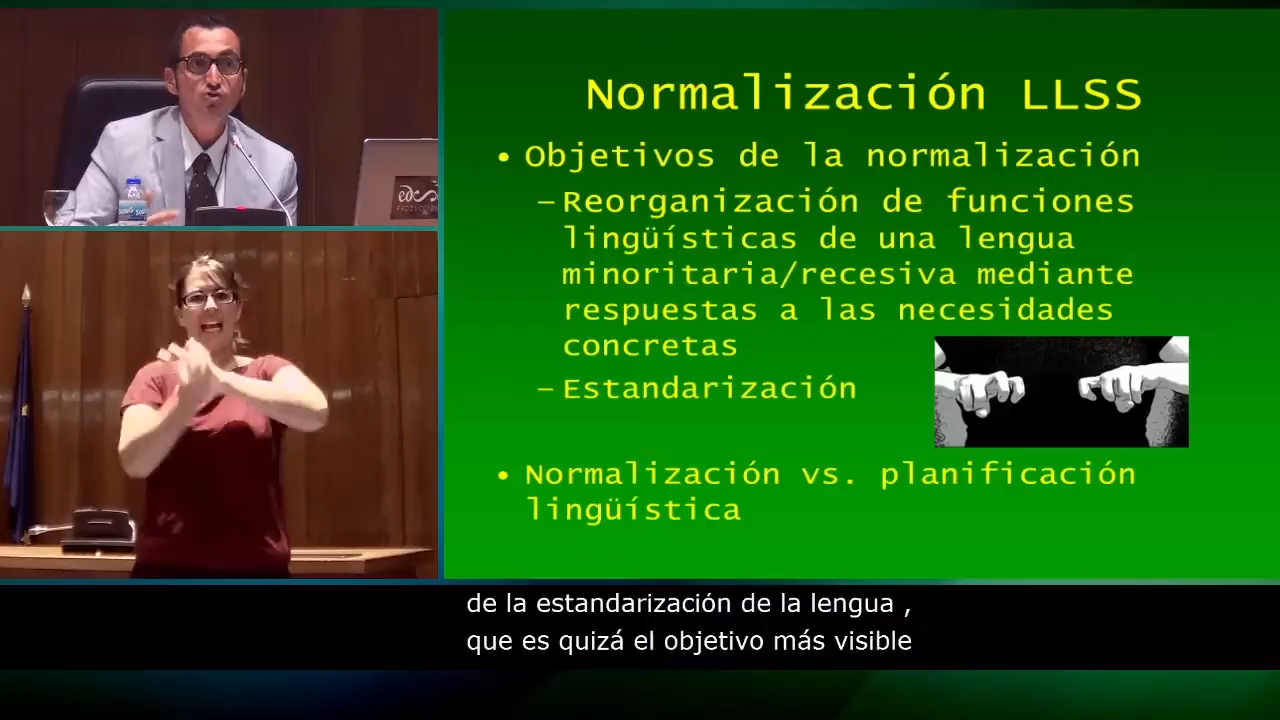 Normalización LLSS
• Objetivos de la normalización
– Reorganización de funciones
lingüísticas de una lengua
minoritaria/recesiva mediante
respuestas a las necesidades
concretas
– Estandarización
• Normalización vs. planificación
lingüística
de la estandarización de la lengua ,
que es quizá el objetivo más visible